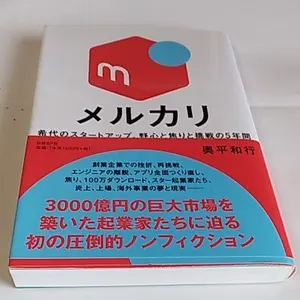 m
メルカリ
希代のスタートアップ、野心と焦りと挑戦の5年間
奥平和行
創業企業での挫折、再挑戦、
エンジニアの離脱、アプリ全面つくり直し、
焦り、100万ダウンロード、スター起業家たち、
炎上、上場、海外事業の夢と現実――
3000億円の巨大市場を
築いた起業家たちに迫る
初の圧倒的ノンフィクション